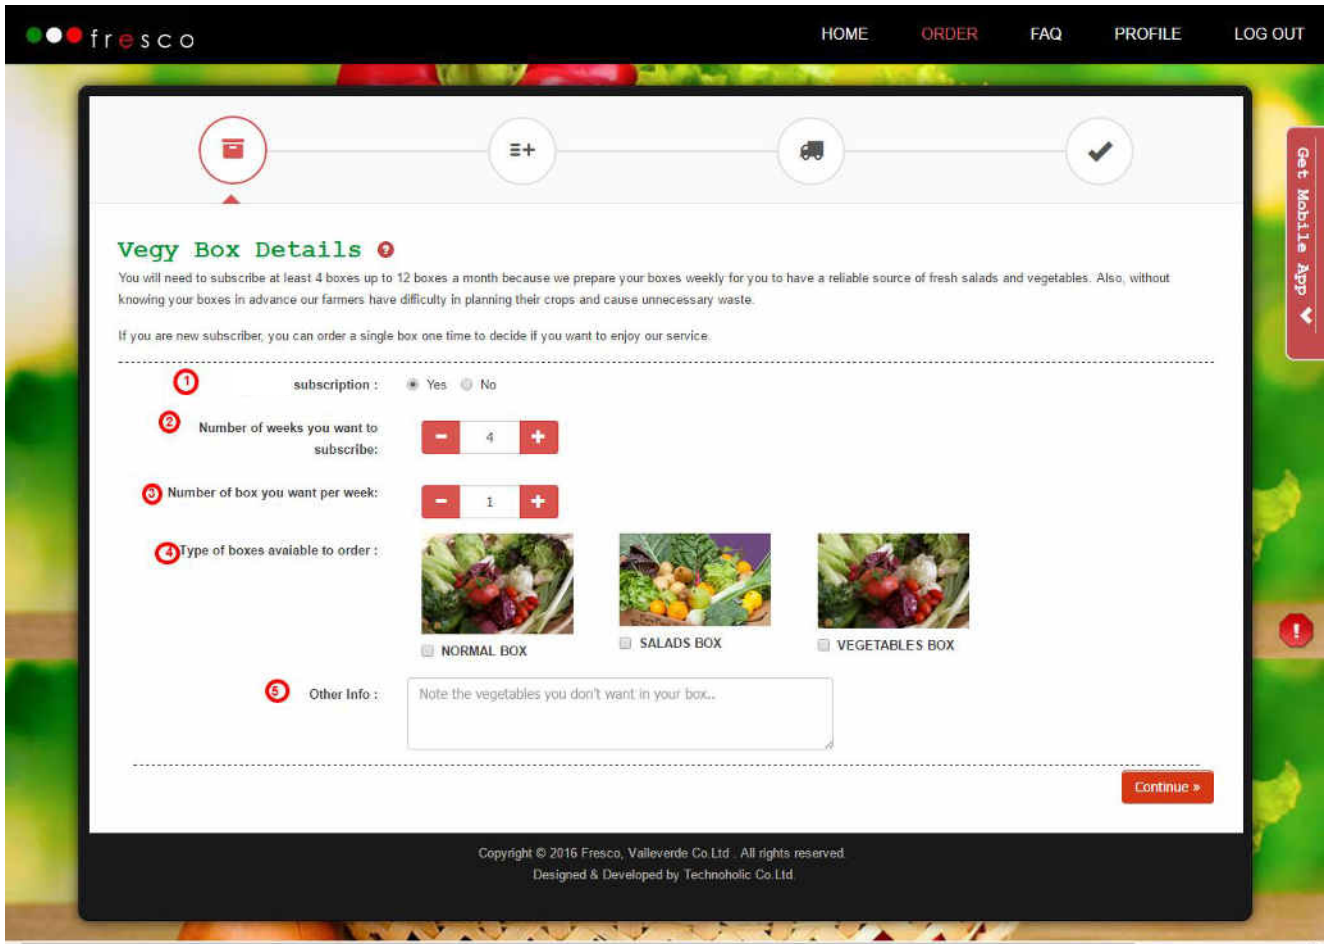 fresco
HOME ORDER FAQ PROFILE LOG OUT
Get Mobile App
Vegy Box Details ?
You will need to subscribe at least 4 boxes up to 12 boxes a month because we prepare your boxes weekly for you to have a reliable source of fresh salads and vegetables. Also, without
knowing your boxes in advance our farmers have difficulty in planning their crops and cause unnecessary waste.
If you are new subscriber, you can order a single box one time to decide if you want to enjoy our service.
1 subscription : Yes No
2 Number of weeks you want to
subscribe:
- 4 +
3 Number of box you want per week:
- 1 +
4 Type of boxes avaiable to order :
NORMAL BOX SALADS BOX VEGETABLES BOX
5 Other Info : Note the vegetables you don't want in your box..
Continue »
Copyright © 2016 Fresco, Valleverde Co.Ltd . All rights reserved.
Designed & Developed by Technoholic Co.Ltd.